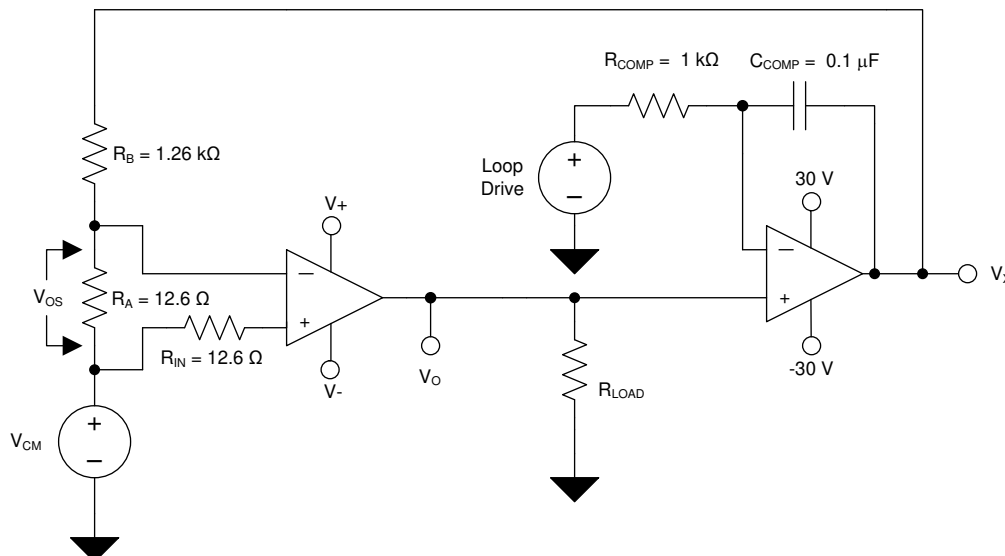 R_COMP = 1 kΩ
C_COMP = 0.1 μF
R_B = 1.26 kΩ
Loop
Drive
+
−
30 V
V+
−
+
V_OS
R_A = 12.6 Ω
R_IN = 12.6 Ω
−
+
V-
V_O
-30 V
R_LOAD
V_CM
+
−